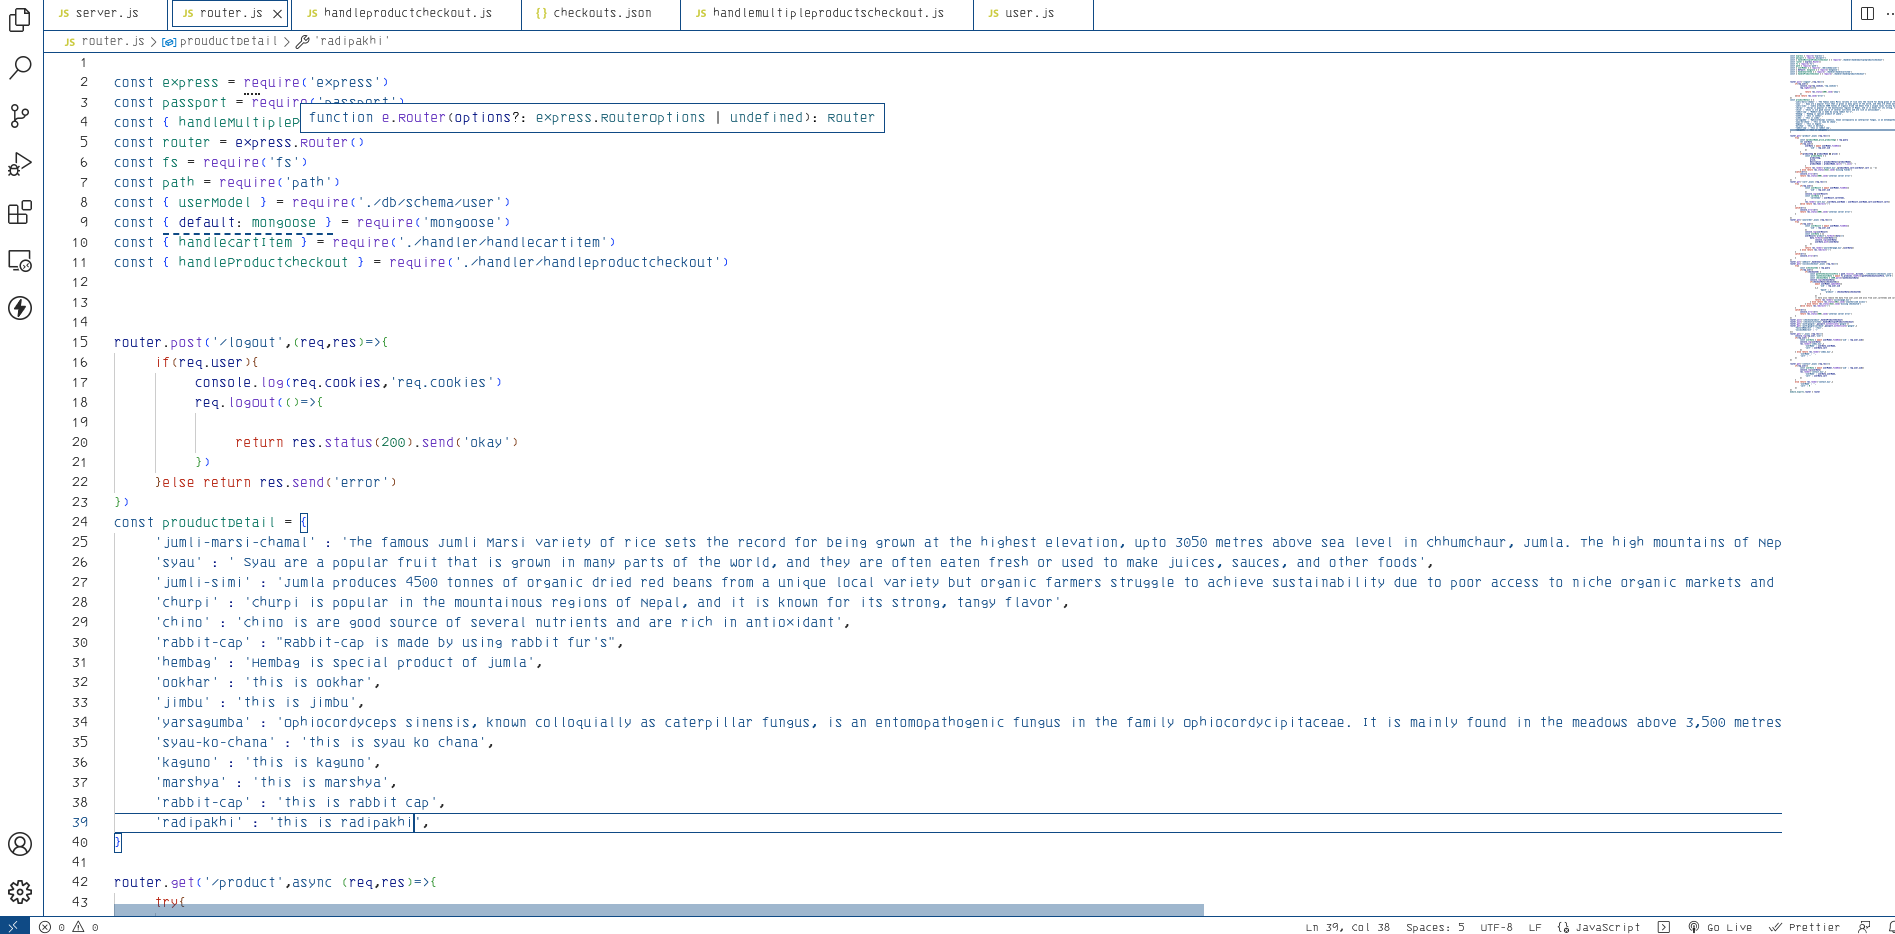 JS server.js JS router.js JS handleproductcheckout.js {} checkouts.json JS handlemultipleproductscheckout.js JS user.js
JS router.js > prouductDetail > 'radipakhi'
1
2 const express = require('express')
3 const passport = require('passport')
4 const { handleMultipleP
function e.Router(options?: express.RouterOptions | undefined): Router
5 const router = express.Router()
6 const fs = require('fs')
7 const path = require('path')
8 const { userModel } = require('./db/schema/user')
9 const { default: mongoose } = require('mongoose')
10 const { handlecartItem } = require('./handler/handlecartitem')
11 const { handleProductcheckout } = require('./handler/handleproductcheckout')
12
13
14
15 router.post('/logout',(req,res)=>{
16 if(req.user){
17 console.log(req.cookies,'req.cookies')
18 req.logout(()=>{
19
20 return res.status(200).send('okay')
21 })
22 }else return res.send('error')
23 })
24 const prouductDetail = {
25 'jumli-marsi-chamal' : 'The famous Jumli Marsi variety of rice sets the record for being grown at the highest elevation, upto 3050 metres above sea level in Chhumchaur, Jumla. The high mountains of Nep
26 'syau' : ' Syau are a popular fruit that is grown in many parts of the world, and they are often eaten fresh or used to make juices, sauces, and other foods',
27 'jumli-simi' : 'Jumla produces 4500 tonnes of organic dried red beans from a unique local variety but organic farmers struggle to achieve sustainability due to poor access to niche organic markets and
28 'churpi' : 'churpi is popular in the mountainous regions of Nepal, and it is known for its strong, tangy flavor',
29 'chino' : 'chino is are good source of several nutrients and are rich in antioxidant',
30 'rabbit-cap' : "Rabbit-cap is made by using rabbit fur's",
31 'hembag' : 'Hembag is special product of jumla',
32 'ookhar' : 'this is ookhar',
33 'jimbu' : 'this is jimbu',
34 'yarsagumba' : 'Ophiocordyceps sinensis, known colloquially as caterpillar fungus, is an entomopathogenic fungus in the family Ophiocordycipitaceae. It is mainly found in the meadows above 3,500 metres
35 'syau-ko-chana' : 'this is syau ko chana',
36 'kaguno' : 'this is kaguno',
37 'marshya' : 'this is marshya',
38 'rabbit-cap' : 'this is rabbit cap',
39 'radipakhi' : 'this is radipakhi',
40 }
41
42 router.get('/product',async (req,res)=>{
43 try{
0 0 Ln 39, Col 38 Spaces: 5 UTF-8 LF JavaScript Go Live Prettier